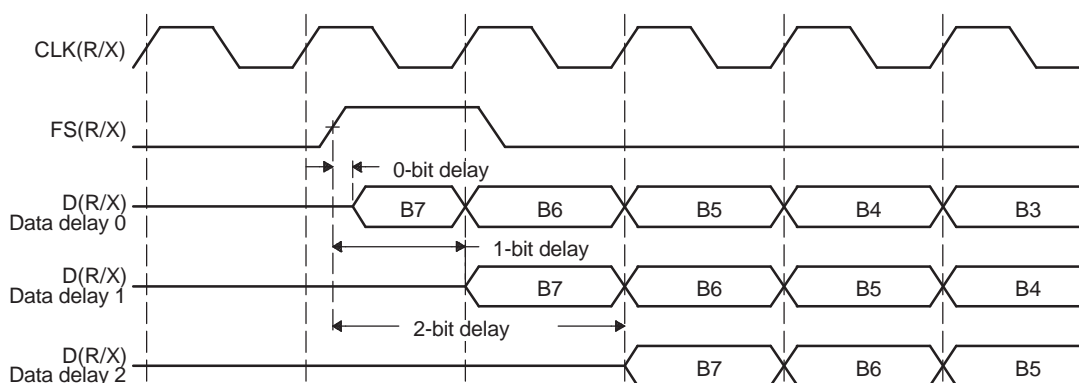 CLK(R/X)
FS(R/X)
0-bit delay
D(R/X)
Data delay 0
B7 B6 B5 B4 B3
1-bit delay
D(R/X)
Data delay 1
B7 B6 B5 B4
2-bit delay
D(R/X)
Data delay 2
B7 B6 B5